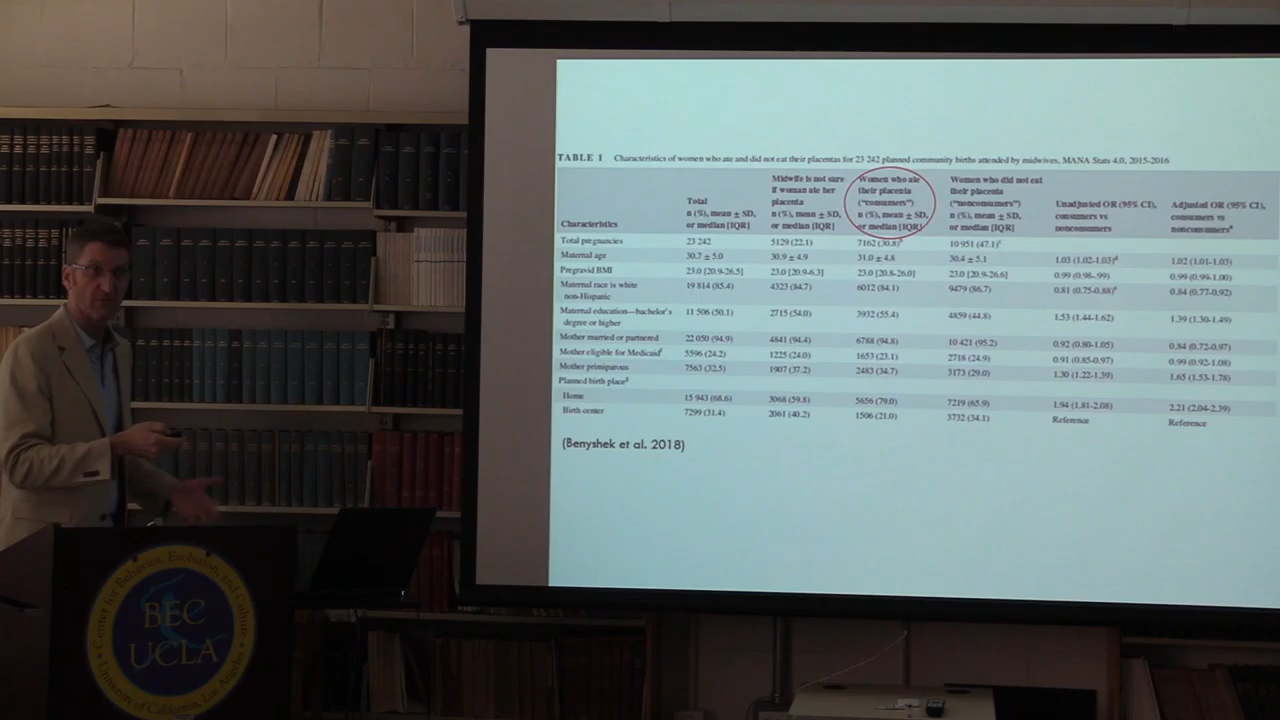 TABLE 1 Characteristics of women who ate and did not eat their placentas for 23 242 planned community births attended by midwives, MANA Stats 4.0, 2015-2016
Characteristics
Total
n (%), mean ± SD,
or median [IQR]
Midwife is not sure
if woman ate her
placenta
n (%), mean ± SD,
or median [IQR]
Women who ate
their placenta
("consumers")
n (%), mean ± SD,
or median [IQR]
Women who did not eat
their placenta
("nonconsumers")
n (%), mean ± SD,
or median [IQR]
Unadjusted OR (95% CI),
consumers vs
nonconsumers
Adjusted OR (95% CI),
consumers vs
nonconsumersᵃ
Total pregnancies 23 242 5129 (22.1) 7162 (30.8)ᵇ 10 951 (47.1)ᶜ
Maternal age 30.7 ± 5.0 30.9 ± 4.9 31.0 ± 4.8 30.4 ± 5.1 1.03 (1.02-1.03)ᵈ 1.02 (1.01-1.03)
Pregravid BMI 23.0 [20.9-26.5] 23.0 [20.9-6.3] 23.0 [20.8-26.0] 23.0 [20.9-26.6] 0.99 (0.98-.99) 0.99 (0.99-1.00)
Maternal race is white
non-Hispanic 19 814 (85.4) 4323 (84.7) 6012 (84.1) 9479 (86.7) 0.81 (0.75-0.88)ᵉ 0.84 (0.77-0.92)
Maternal education—bachelor's
degree or higher 11 506 (50.1) 2715 (54.0) 3932 (55.4) 4859 (44.8) 1.53 (1.44-1.62) 1.39 (1.30-1.49)
Mother married or partnered 22 050 (94.9) 4841 (94.4) 6788 (94.8) 10 421 (95.2) 0.92 (0.80-1.05) 0.84 (0.72-0.97)
Mother eligible for Medicaidᶠ 5596 (24.2) 1225 (24.0) 1653 (23.1) 2718 (24.9) 0.91 (0.85-0.97) 0.99 (0.92-1.08)
Mother primiparous 7563 (32.5) 1907 (37.2) 2483 (34.7) 3173 (29.0) 1.30 (1.22-1.39) 1.65 (1.53-1.78)
Planned birth placeᵍ
Home 15 943 (68.6) 3068 (59.8) 5656 (79.0) 7219 (65.9) 1.94 (1.81-2.08) 2.21 (2.04-2.39)
Birth center 7299 (31.4) 2061 (40.2) 1506 (21.0) 3732 (34.1) Reference Reference
(Benyshek et al. 2018)
Center for Behavior, Evolution, and Culture
BEC
UCLA
University of California, Los Angeles